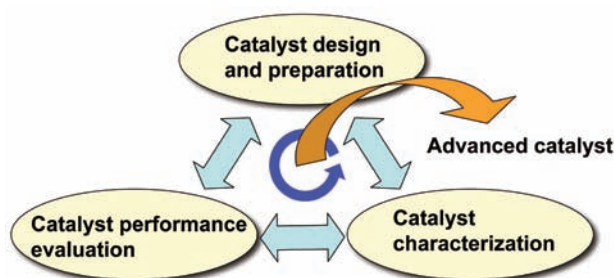 Catalyst design
and preparation
Advanced catalyst
Catalyst performance
evaluation
Catalyst
characterization